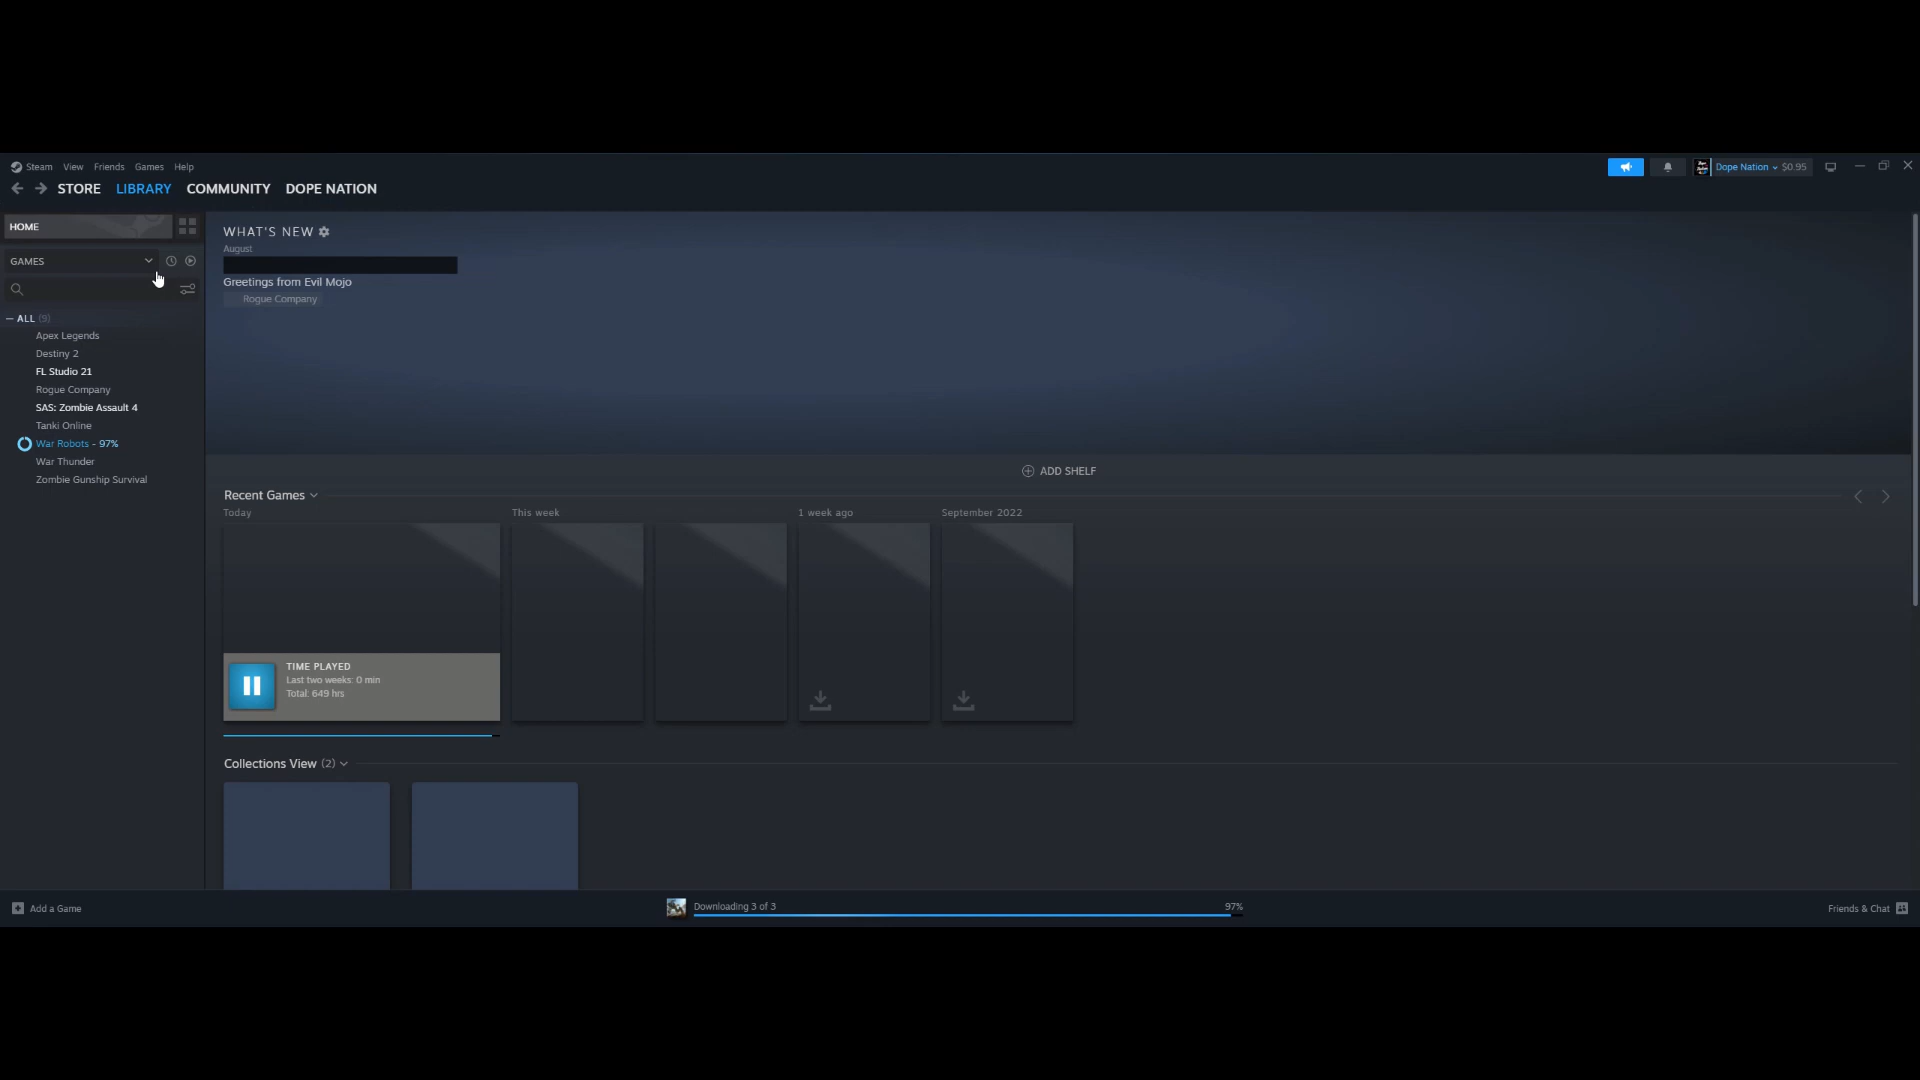 Steam View Friends Games Help
Dope Nation $0.95
STORE LIBRARY COMMUNITY DOPE NATION
HOME
GAMES
ALL (9)
Apex Legends
Destiny 2
FL Studio 21
Rogue Company
SAS: Zombie Assault 4
Tanki Online
War Robots - 97%
War Thunder
Zombie Gunship Survival
WHAT'S NEW
August
Greetings from Evil Mojo
Rogue Company
ADD SHELF
Recent Games
Today
This week
1 week ago
September 2022
TIME PLAYED
Last two weeks: 0 min
Total: 649 hrs
Collections View (2)
Add a Game
Downloading 3 of 3
97%
Friends & Chat